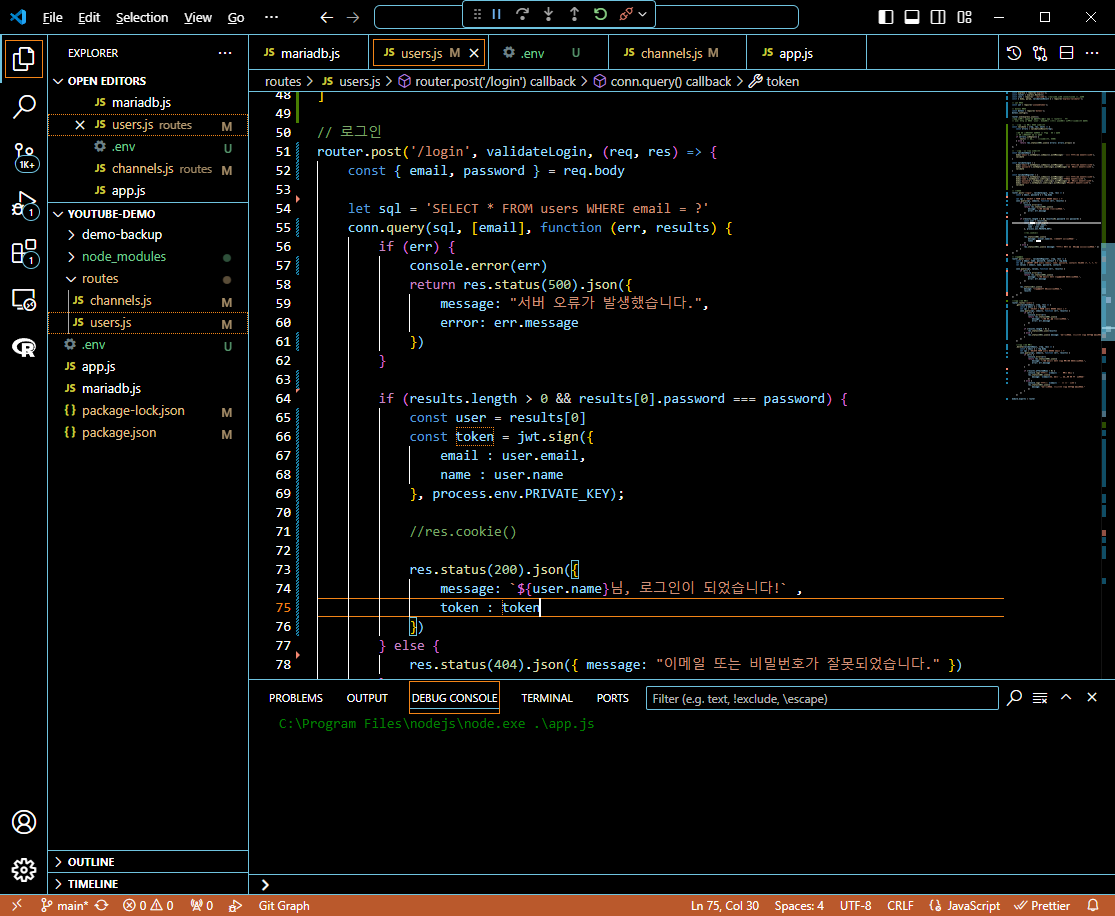 File Edit Selection View Go ...
EXPLORER
OPEN EDITORS
JS mariadb.js
JS users.js routes M
.env U
JS channels.js routes M
JS app.js
YOUTUBE-DEMO
demo-backup
node_modules
routes
JS channels.js M
JS users.js M
.env U
JS app.js
JS mariadb.js
{} package-lock.json M
{} package.json M
OUTLINE
TIMELINE
1K+
1
1
JS mariadb.js
JS users.js M
.env U
JS channels.js M
JS app.js
routes > JS users.js > router.post('/login') callback > conn.query() callback > token
48 ]
49
50 // 로그인
51 router.post('/login', validateLogin, (req, res) => {
52 const { email, password } = req.body
53
54 let sql = 'SELECT * FROM users WHERE email = ?'
55 conn.query(sql, [email], function (err, results) {
56 if (err) {
57 console.error(err)
58 return res.status(500).json({
59 message: "서버 오류가 발생했습니다.",
60 error: err.message
61 })
62 }
63
64 if (results.length > 0 && results[0].password === password) {
65 const user = results[0]
66 const token = jwt.sign({
67 email : user.email,
68 name : user.name
69 }, process.env.PRIVATE_KEY);
70
71 //res.cookie()
72
73 res.status(200).json({
74 message: `${user.name}님, 로그인이 되었습니다!` ,
75 token : token
76 })
77 } else {
78 res.status(404).json({ message: "이메일 또는 비밀번호가 잘못되었습니다." })
PROBLEMS OUTPUT DEBUG CONSOLE TERMINAL PORTS Filter (e.g. text, !exclude, \escape)
C:\Program Files\nodejs\node.exe .\app.js
main* 0 0 0 Git Graph Ln 75, Col 30 Spaces: 4 UTF-8 CRLF {} JavaScript Prettier